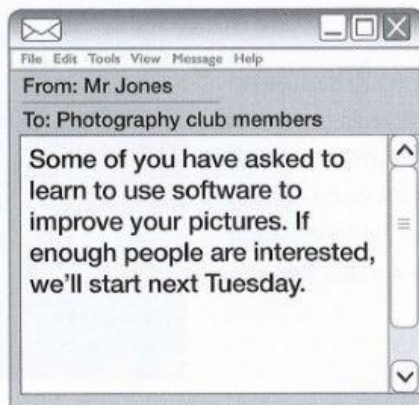 File Edit Tools View Message Help
From: Mr Jones
To: Photography club members
Some of you have asked to
learn to use software to
improve your pictures. If
enough people are interested,
we'll start next Tuesday.